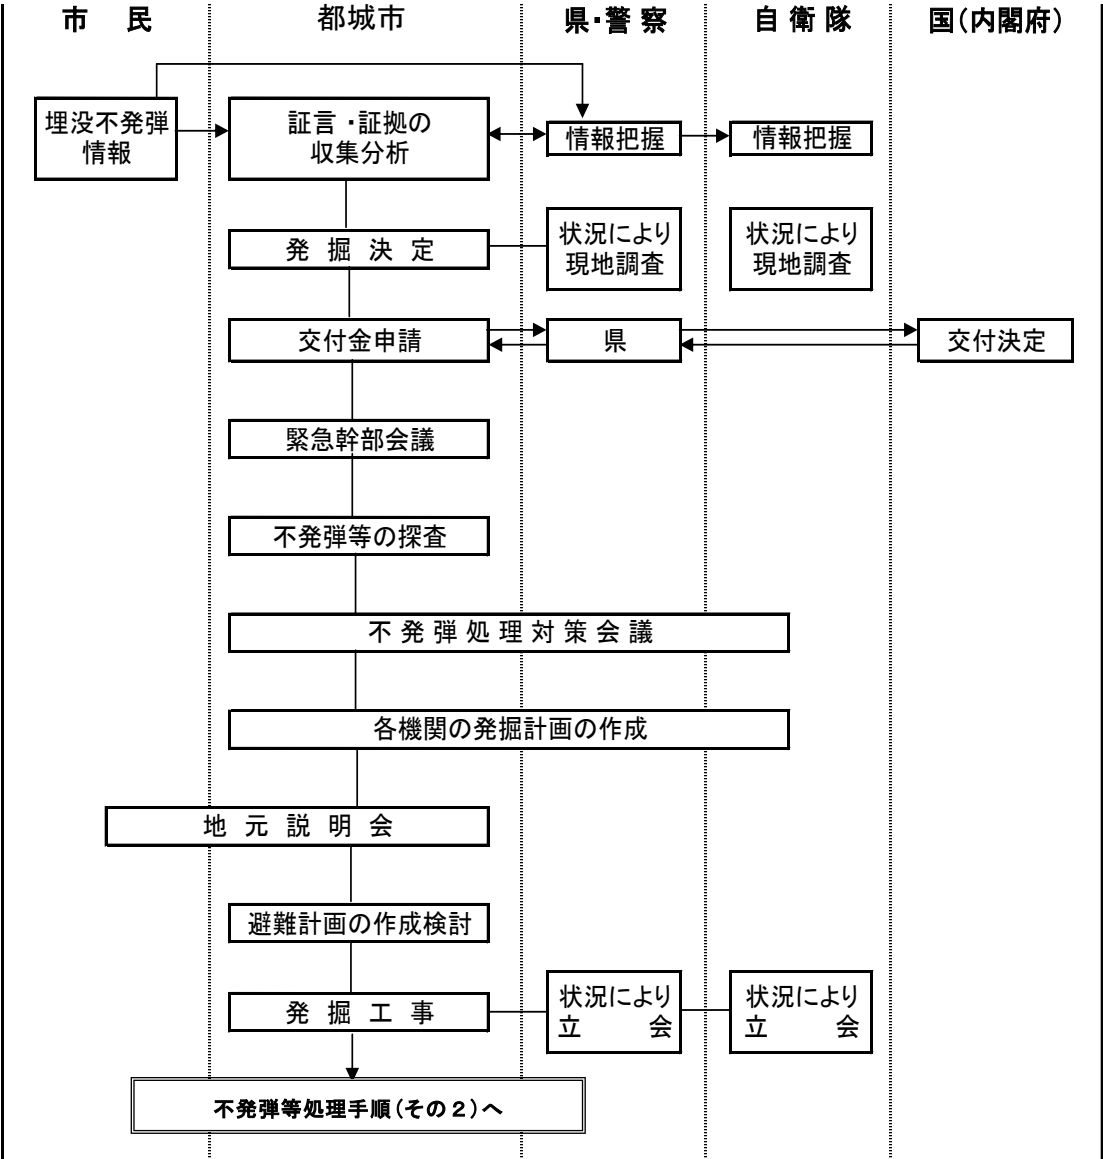 市　民
都城市
県・警察
自衛隊
国（内閣府）
埋没不発弾
情報
証言・証拠の
収集分析
情報把握
情報把握
発掘決定
状況により
現地調査
状況により
現地調査
交付金申請
県
交付決定
緊急幹部会議
不発弾等の探査
不発弾処理対策会議
各機関の発掘計画の作成
地元説明会
避難計画の作成検討
発掘工事
状況により
立　　会
状況により
立　　会
不発弾等処理手順（その２）へ